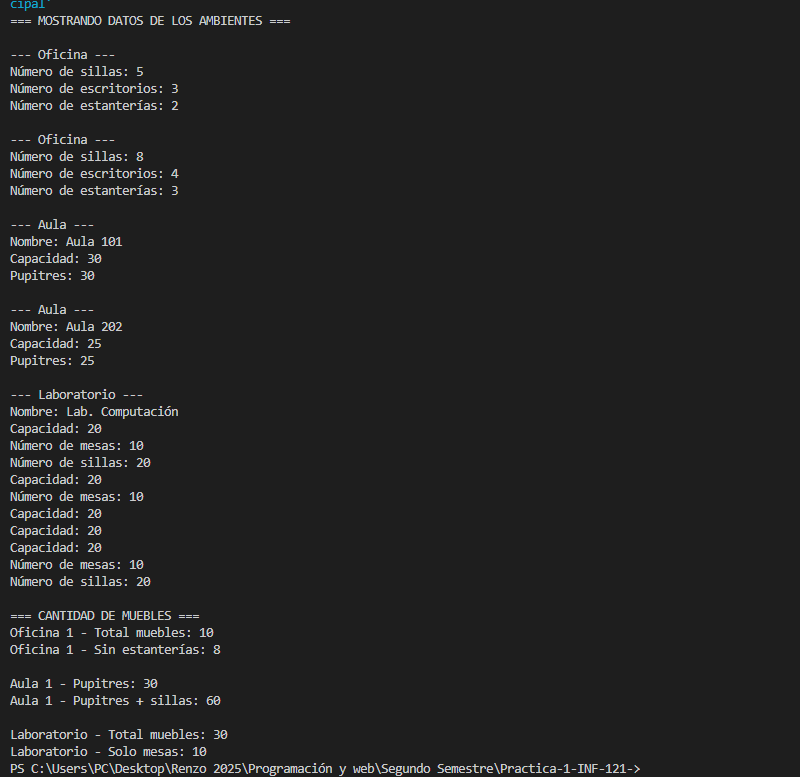 cipal'
=== MOSTRANDO DATOS DE LOS AMBIENTES ===
--- Oficina ---
Número de sillas: 5
Número de escritorios: 3
Número de estanterías: 2
--- Oficina ---
Número de sillas: 8
Número de escritorios: 4
Número de estanterías: 3
--- Aula ---
Nombre: Aula 101
Capacidad: 30
Pupitres: 30
--- Aula ---
Nombre: Aula 202
Capacidad: 25
Pupitres: 25
--- Laboratorio ---
Nombre: Lab. Computación
Capacidad: 20
Número de mesas: 10
Número de sillas: 20
Capacidad: 20
Número de mesas: 10
Capacidad: 20
Capacidad: 20
Capacidad: 20
Número de mesas: 10
Número de sillas: 20
=== CANTIDAD DE MUEBLES ===
Oficina 1 - Total muebles: 10
Oficina 1 - Sin estanterías: 8
Aula 1 - Pupitres: 30
Aula 1 - Pupitres + sillas: 60
Laboratorio - Total muebles: 30
Laboratorio - Solo mesas: 10
PS C:\Users\PC\Desktop\Renzo 2025\Programación y web\Segundo Semestre\Practica-1-INF-121->